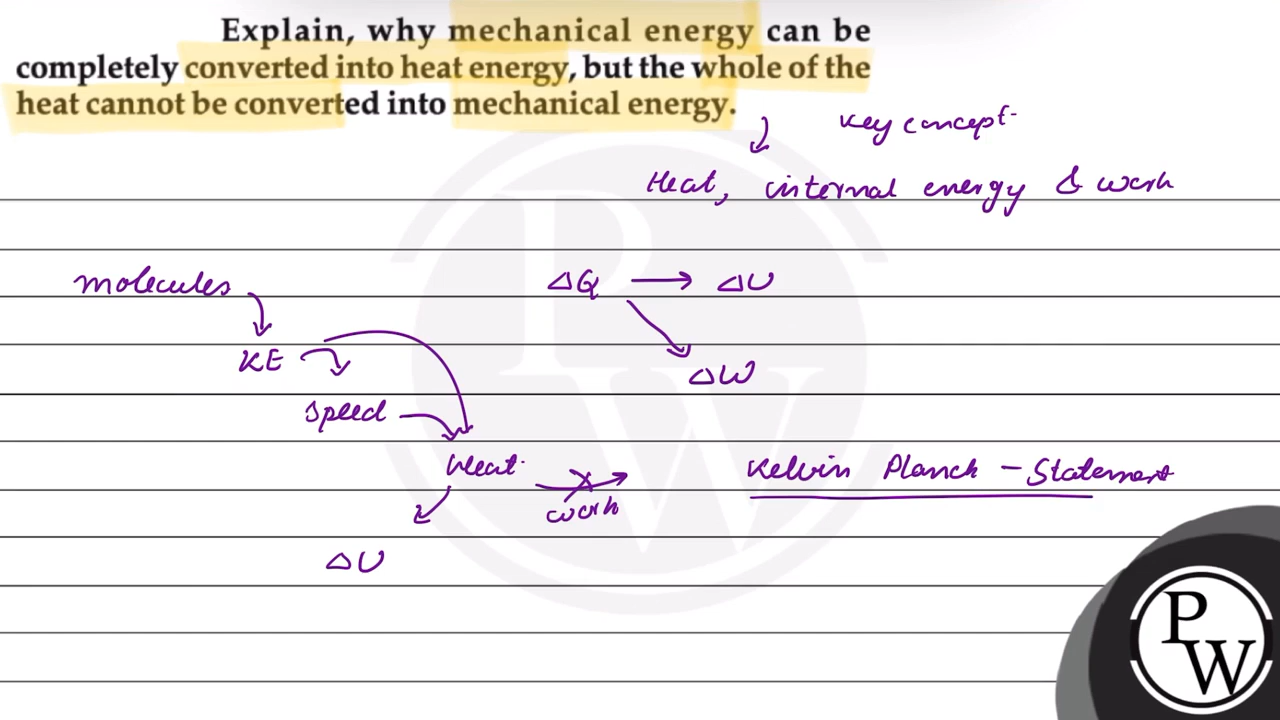 Explain, why mechanical energy can be
completely converted into heat energy, but the whole of the
heat cannot be converted into mechanical energy.
Key concept
Heat, internal energy & work
molecules
ΔQ → ΔU
KE
ΔW
speed
Heat
work
Kelvin Planck - Statement
ΔU
PW